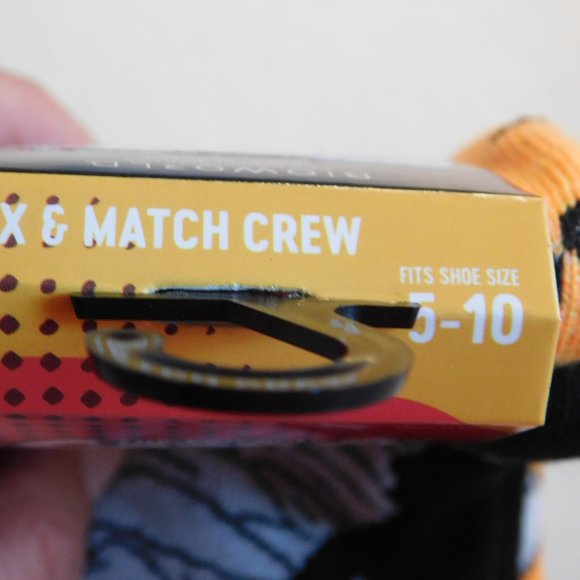 X & MATCH CREW
FITS SHOE SIZE
5-10